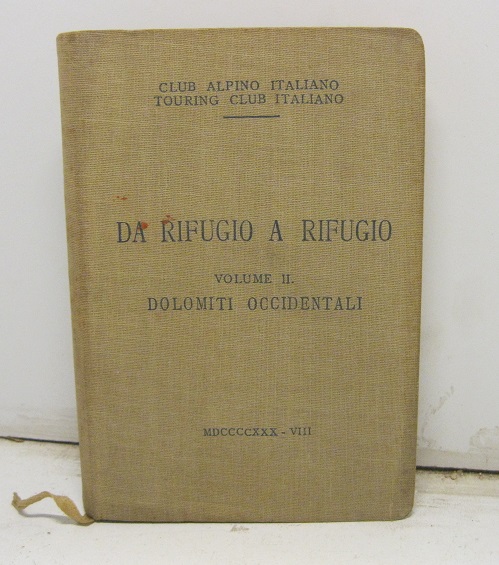 CLUB ALPINO ITALIANO
TOURING CLUB ITALIANO
DA RIFUGIO A RIFUGIO
VOLUME II.
DOLOMITI OCCIDENTALI
MDCCCCXXX - VIII